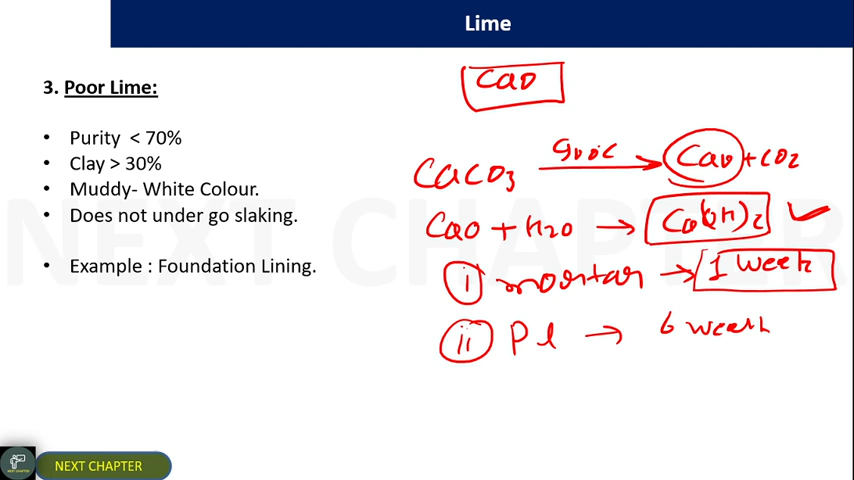 Lime
3. Poor Lime:
• Purity < 70%
• Clay > 30%
• Muddy- White Colour.
• Does not under go slaking.
• Example : Foundation Lining.
CaO
CaCO3 900°C → CaO + CO2
CaO + H2O → Ca(OH)2 ✓
i mortar → 1 week
ii Pl → 6 week
NEXT CHAPTER
NEXT CHAPTER
NEXT CHAPTER